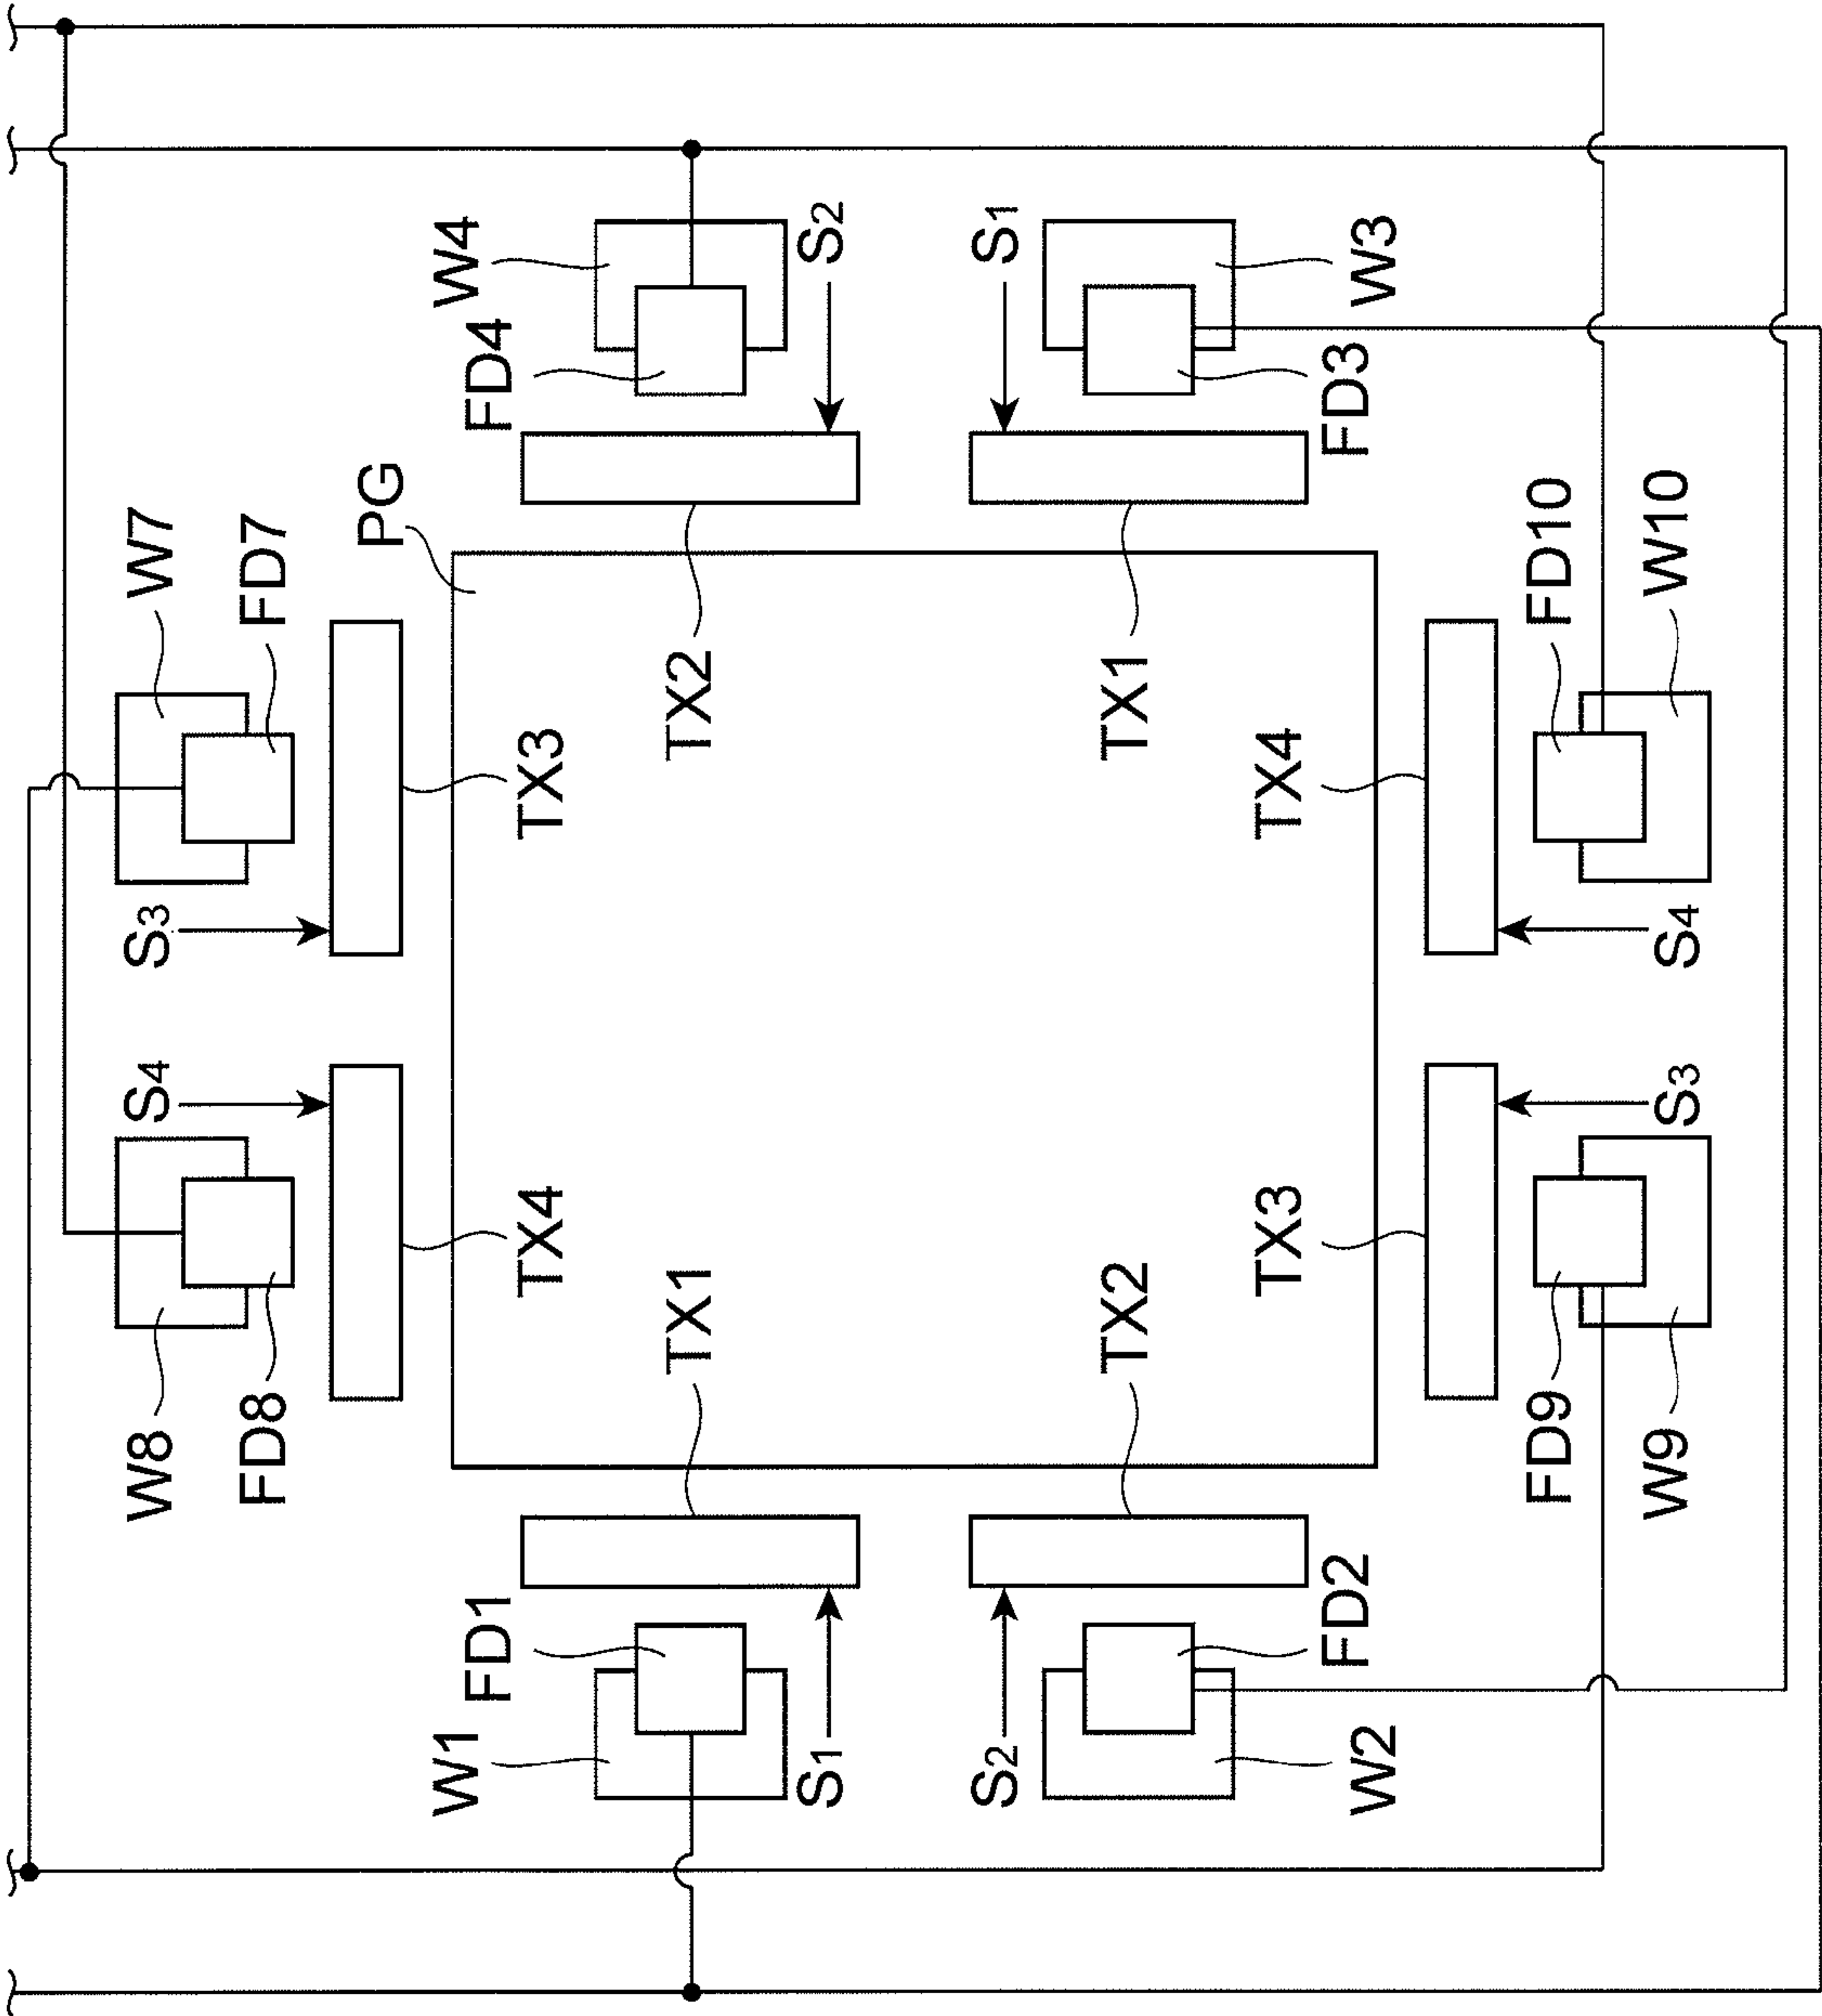 W4
S2
S1
W3
FD4
FD3
PG
W7
FD7
FD10
W10
TX2
TX1
TX3
TX4
S3
S4
S4
S3
TX4
TX3
TX1
TX2
W8
FD8
FD9
W9
FD1
FD2
W1
S1
S2
W2